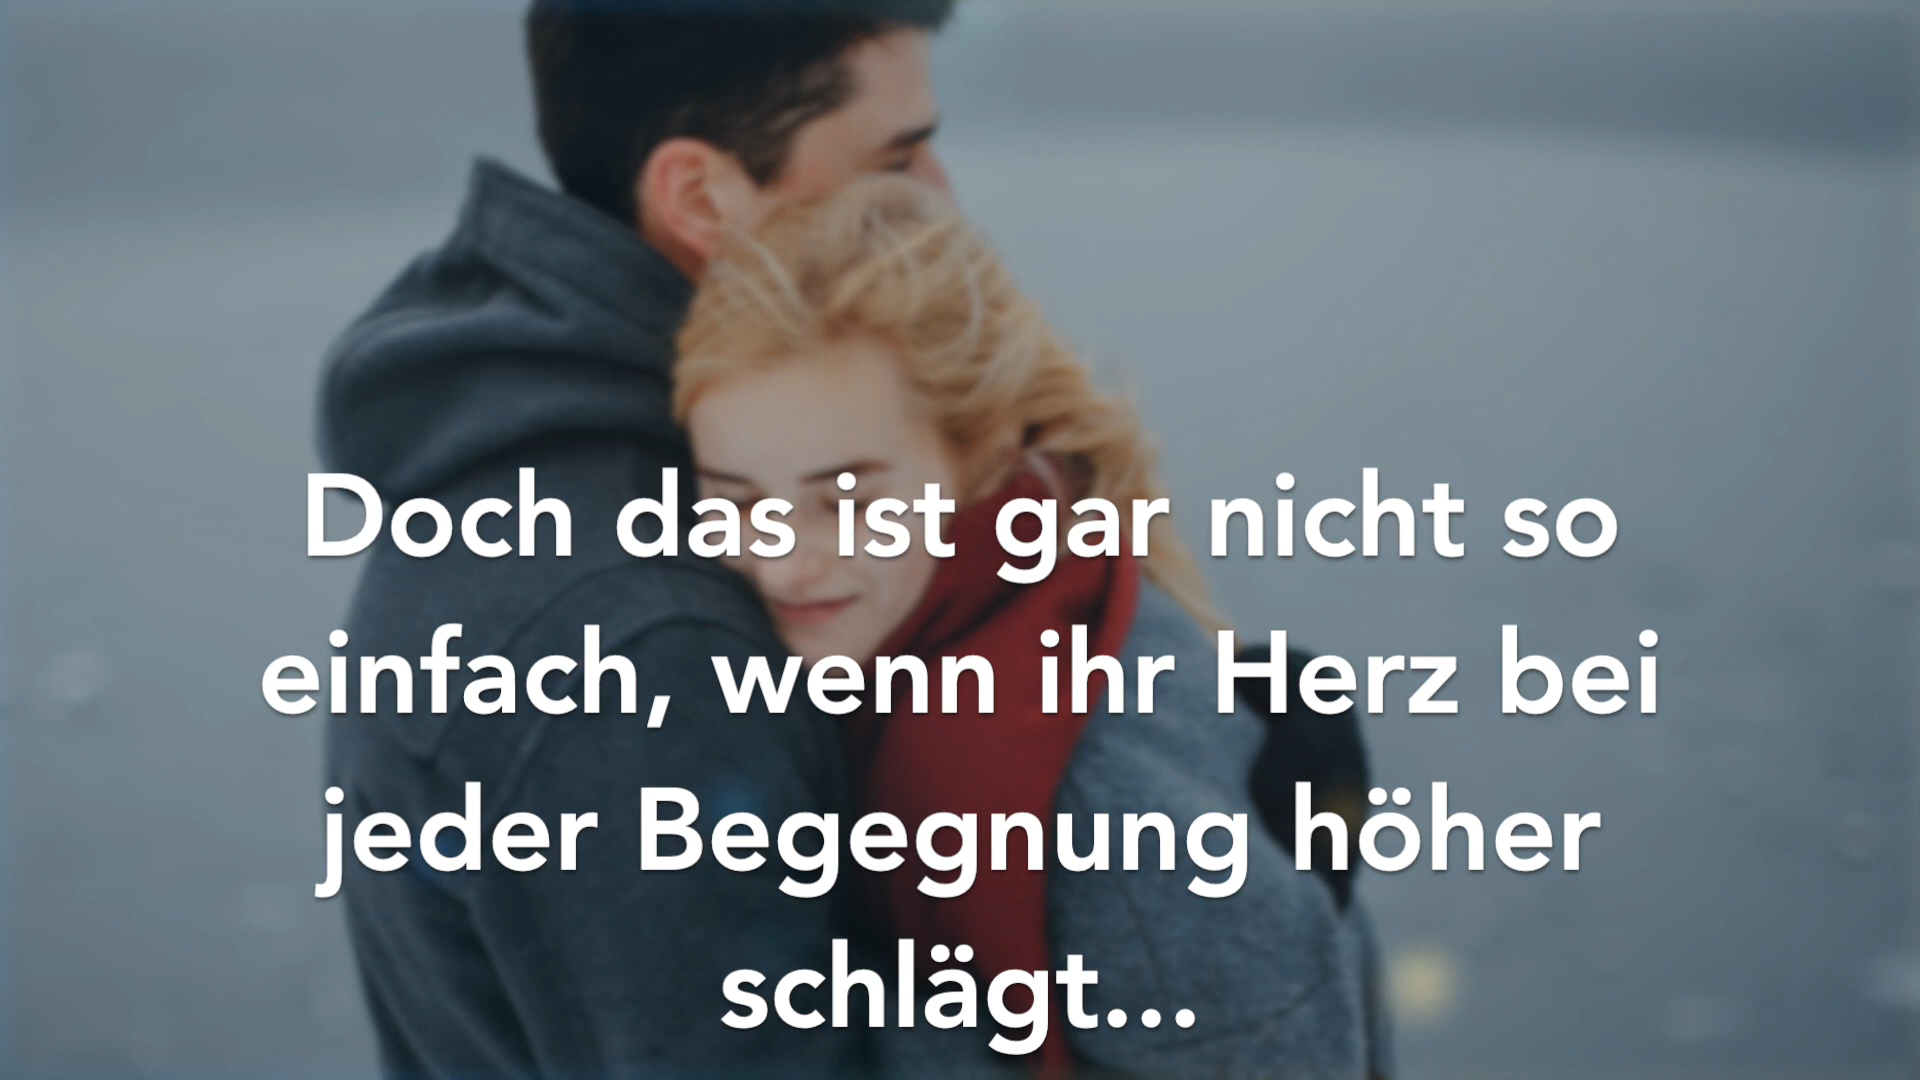 Doch das ist gar nicht so
einfach, wenn ihr Herz bei
jeder Begegnung höher
schlägt...